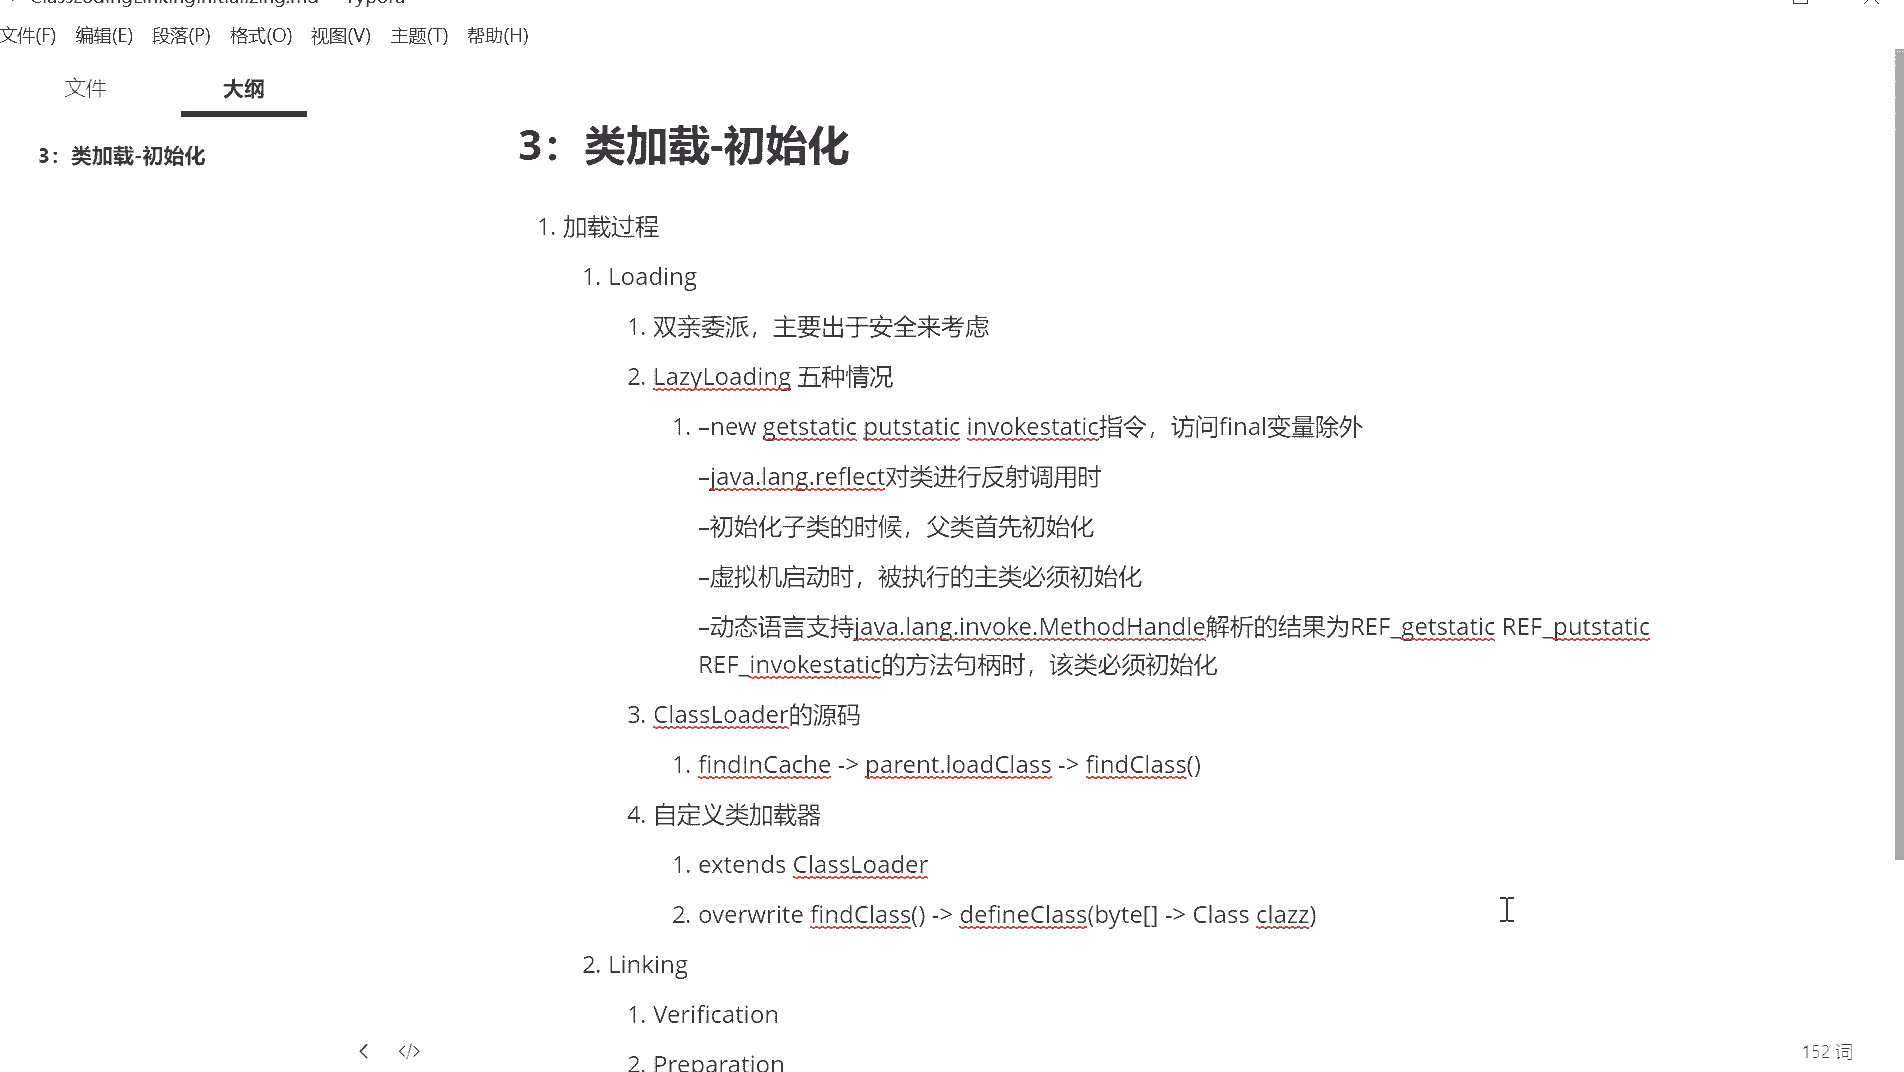 ClassLodingLinkingInitializing.md - Typora
文件(F) 编辑(E) 段落(P) 格式(O) 视图(V) 主题(T) 帮助(H)
文件 大纲
3：类加载-初始化
3：类加载-初始化
1. 加载过程
1. Loading
1. 双亲委派，主要出于安全来考虑
2. LazyLoading 五种情况
1. –new getstatic putstatic invokestatic指令，访问final变量除外
–java.lang.reflect对类进行反射调用时
–初始化子类的时候，父类首先初始化
–虚拟机启动时，被执行的主类必须初始化
–动态语言支持java.lang.invoke.MethodHandle解析的结果为REF_getstatic REF_putstatic
REF_invokestatic的方法句柄时，该类必须初始化
3. ClassLoader的源码
1. findInCache -> parent.loadClass -> findClass()
4. 自定义类加载器
1. extends ClassLoader
2. overwrite findClass() -> defineClass(byte[] -> Class clazz)
2. Linking
1. Verification
2. Preparation
152 词